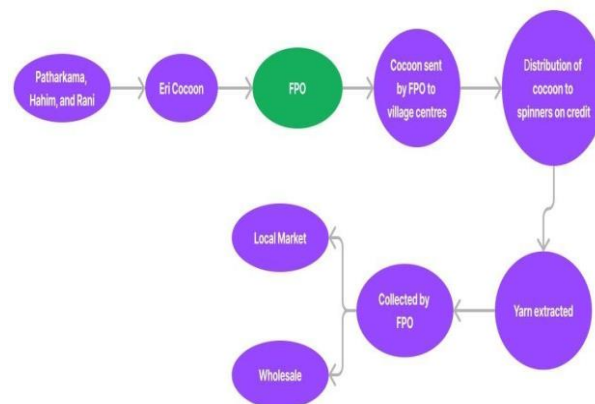 Patharkama,
Hahim, and Rani
Eri Cocoon
FPO
Cocoon sent
by FPO to
village centres
Distribution of
cocoon to
spinners on credit
Yarn extracted
Collected by
FPO
Local Market
Wholesale